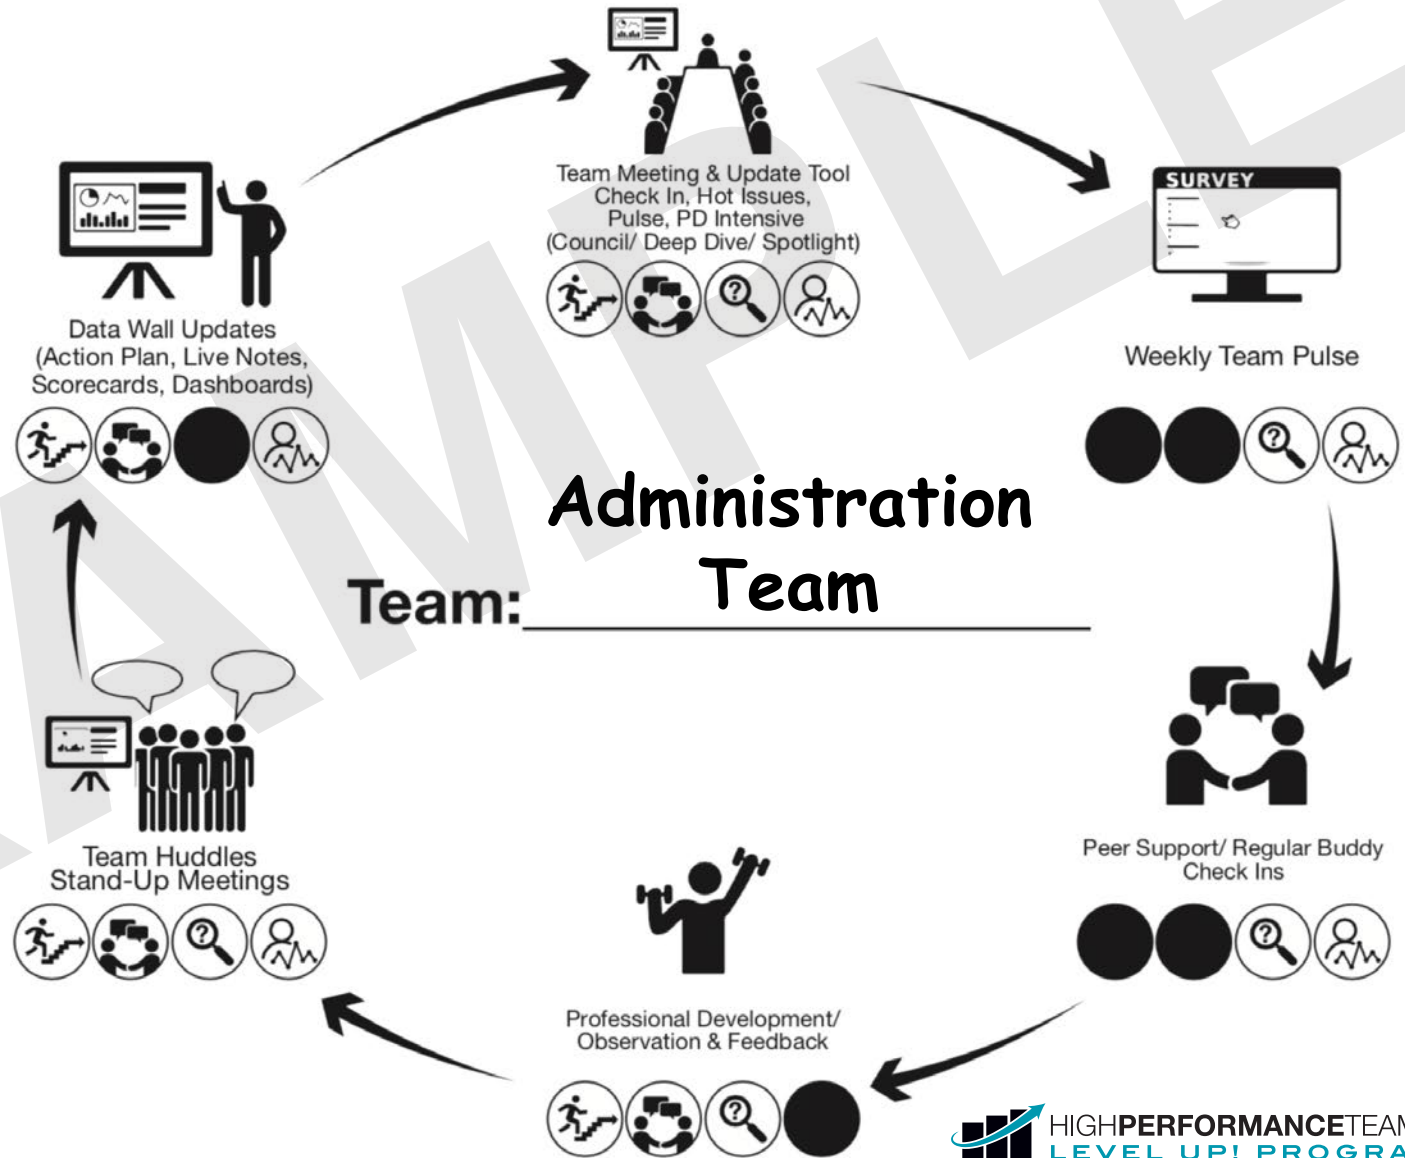 Team Meeting & Update Tool
Check In, Hot Issues,
Pulse, PD Intensive
(Council/ Deep Dive/ Spotlight)
SURVEY
Weekly Team Pulse
Data Wall Updates
(Action Plan, Live Notes,
Scorecards, Dashboards)
Administration
Team
Team:
Peer Support/ Regular Buddy
Check Ins
Team Huddles
Stand-Up Meetings
Professional Development/
Observation & Feedback
HIGHPERFORMANCETEAM
LEVEL UP! PROGRA
AMPLE